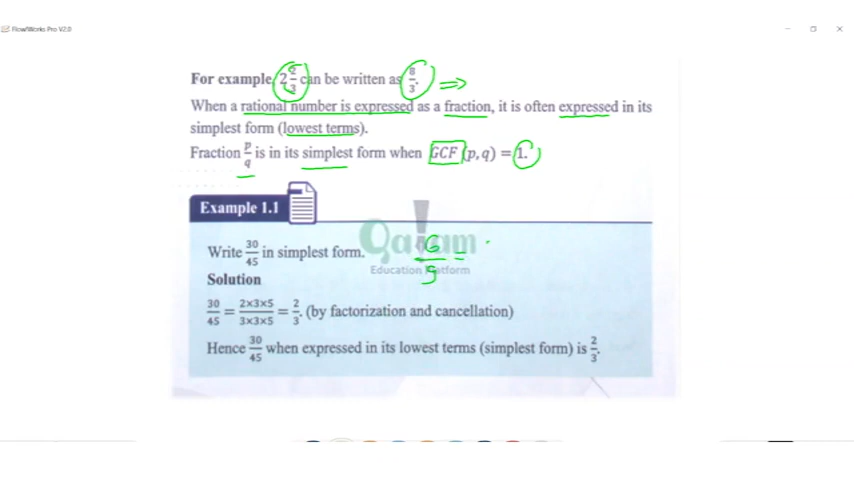 FlowWorks Pro V2.0
For example, 2 2/3 can be written as 8/3. ⇒
When a rational number is expressed as a fraction, it is often expressed in its
simplest form (lowest terms).
Fraction p/q is in its simplest form when GCF (p, q) = 1.
Example 1.1
Qalam
Education Platform
Write 30/45 in simplest form.
6/9 =
Solution
30/45 = 2×3×5/3×3×5 = 2/3. (by factorization and cancellation)
Hence 30/45 when expressed in its lowest terms (simplest form) is 2/3.